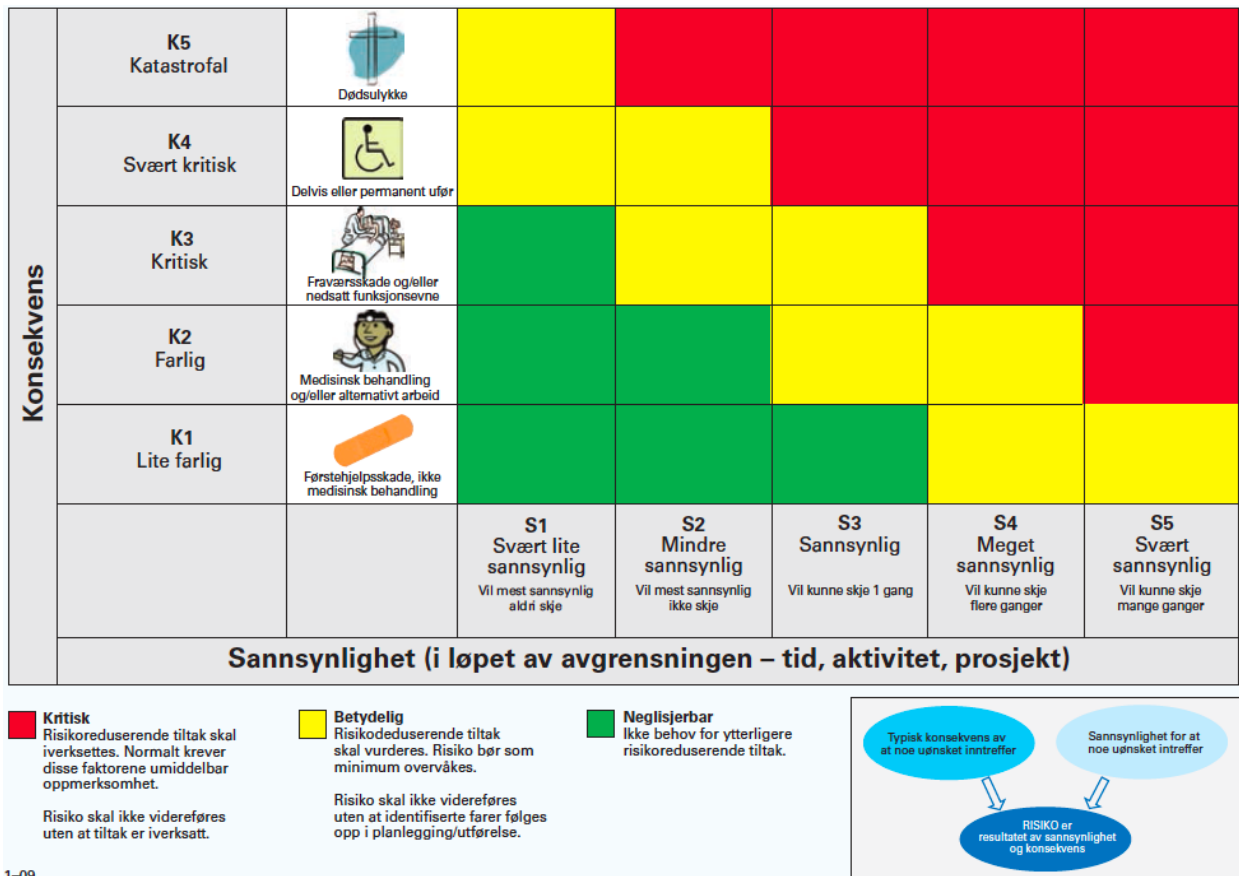 Konsekvens
K5
Katastrofal
Dødsulykke
K4
Svært kritisk
Delvis eller permanent ufør
K3
Kritisk
Fraværsskade og/eller
nedsatt funksjonsevne
K2
Farlig
Medisinsk behandling
og/eller alternativt arbeid
K1
Lite farlig
Førstehjelpsskade, ikke
medisinsk behandling
S1
Svært lite
sannsynlig
Vil mest sannsynlig
aldri skje
S2
Mindre
sannsynlig
Vil mest sannsynlig
ikke skje
S3
Sannsynlig
Vil kunne skje 1 gang
S4
Meget
sannsynlig
Vil kunne skje
flere ganger
S5
Svært
sannsynlig
Vil kunne skje
mange ganger
Sannsynlighet (i løpet av avgrensningen – tid, aktivitet, prosjekt)
Kritisk
Risikoreduserende tiltak skal
iverksettes. Normalt krever
disse faktorene umiddelbar
oppmerksomhet.
Risiko skal ikke videreføres
uten at tiltak er iverksatt.
Betydelig
Risikodeduserende tiltak
skal vurderes. Risiko bør som
minimum overvåkes.
Risiko skal ikke videreføres
uten at identifiserte farer følges
opp i planlegging/utførelse.
Neglisjerbar
Ikke behov for ytterligere
risikoreduserende tiltak.
Typisk konsekvens av
at noe uønsket inntreffer
Sannsynlighet for at
noe uønsket intreffer
RISIKO er
resultatet av sannsynlighet
og konsekvens
1–09